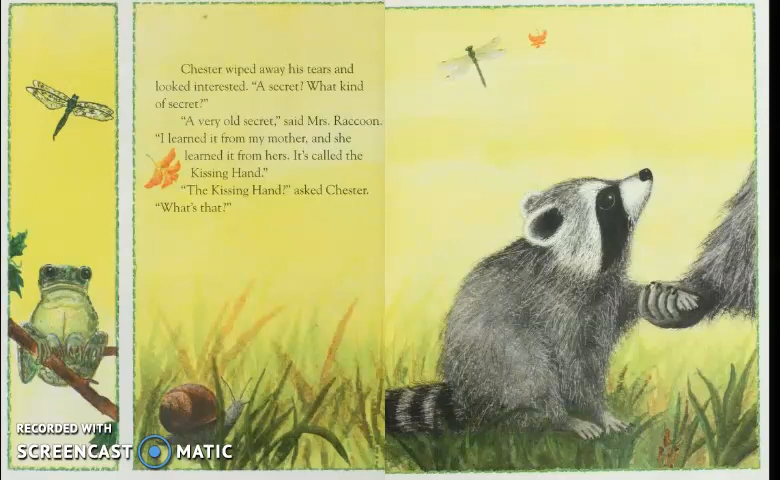 Chester wiped away his tears and
looked interested. “A secret? What kind
of secret?”
“A very old secret,” said Mrs. Raccoon.
“I learned it from my mother, and she
learned it from hers. It’s called the
Kissing Hand.”
“The Kissing Hand?” asked Chester.
“What’s that?”
RECORDED WITH
SCREENCAST MATIC